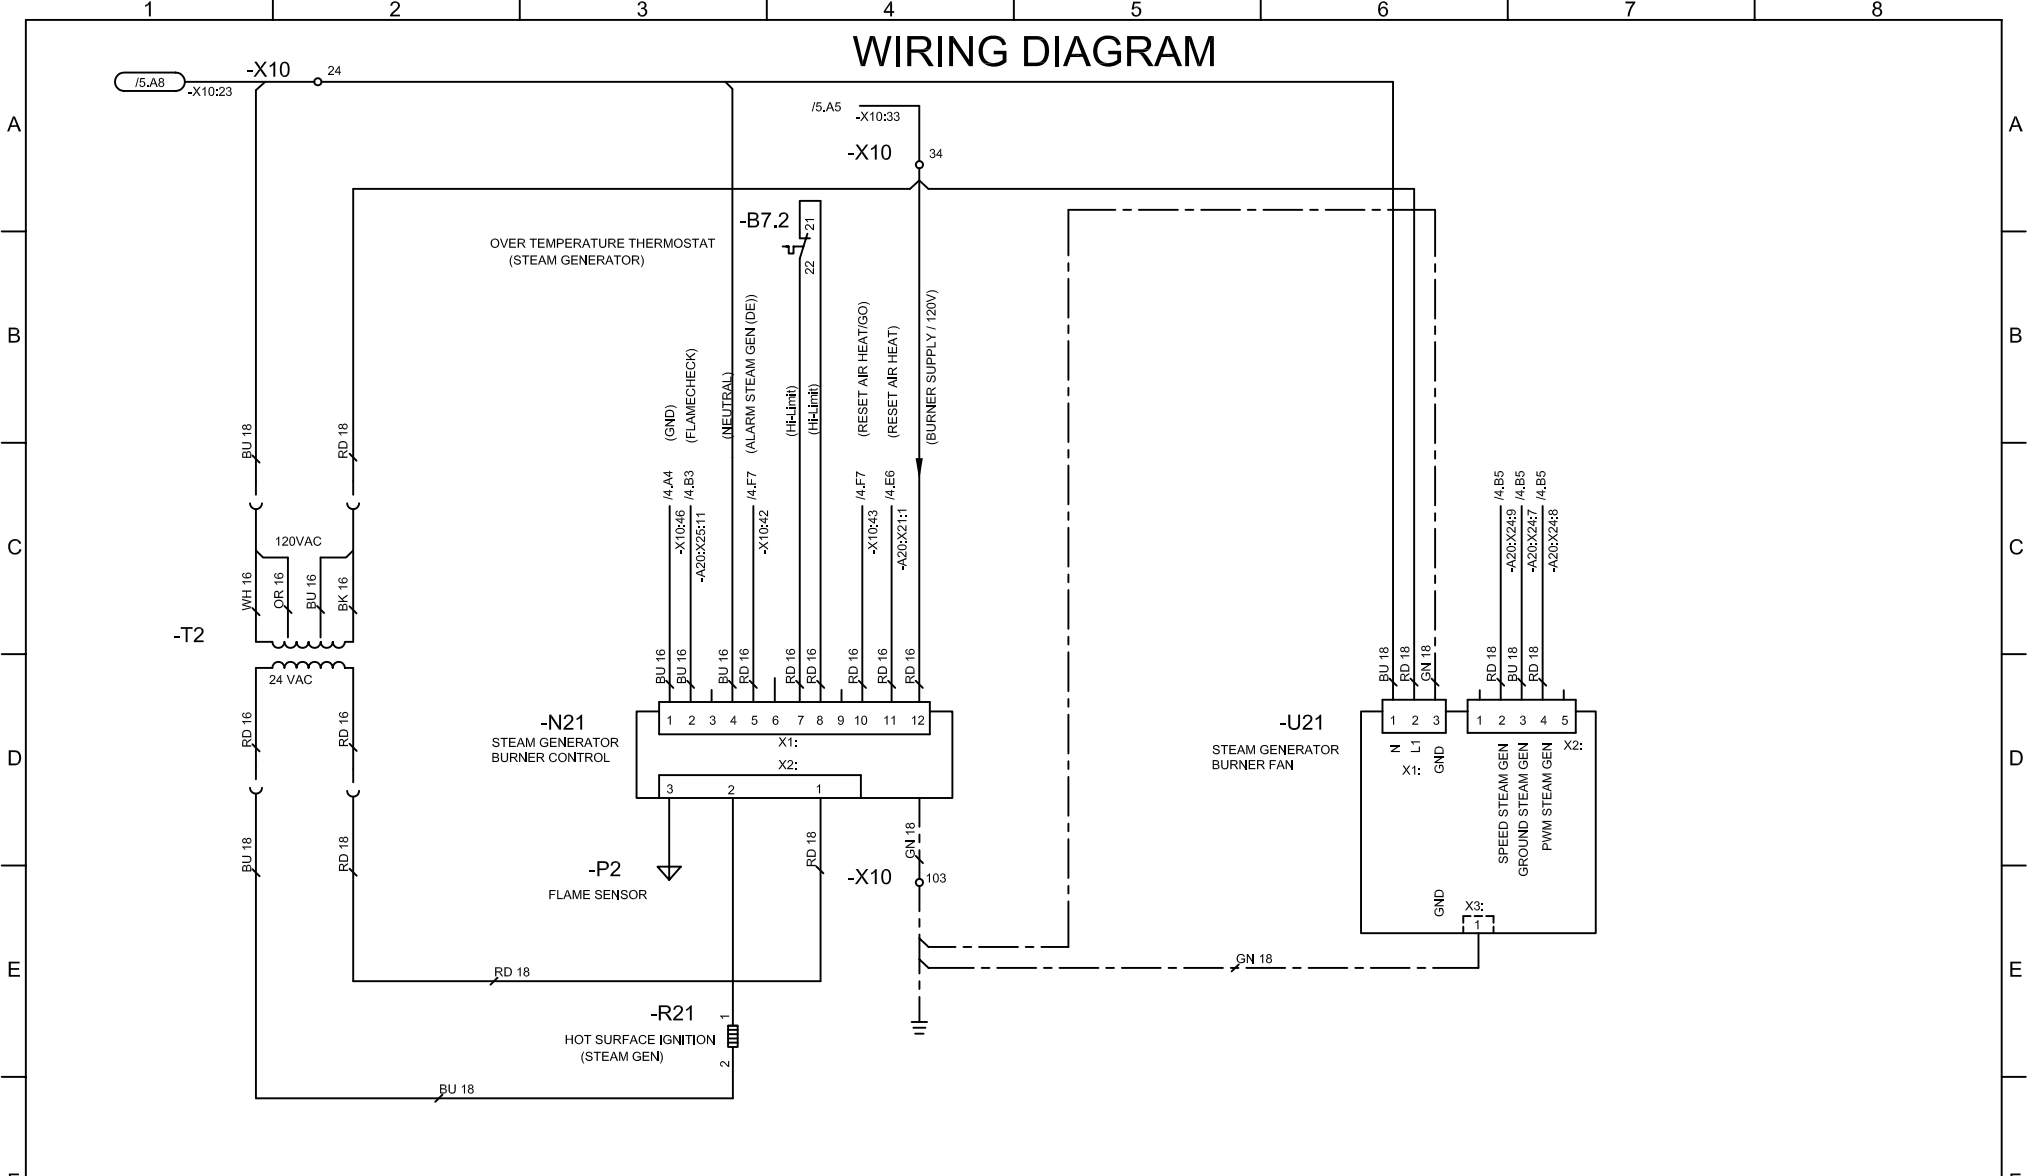 1 2 3 4 5 6 7 8
WIRING DIAGRAM
/5.A8
-X10:23
-X10
24
/5.A5
-X10:33
A
A
-X10
34
-B7.2
21
22
OVER TEMPERATURE THERMOSTAT
(STEAM GENERATOR)
B
B
BU 18
RD 18
(GND)
(FLAMECHECK)
(NEUTRAL)
(ALARM STEAM GEN (DE))
(Hi-Limit)
(Hi-Limit)
(RESET AIR HEAT/GO)
(RESET AIR HEAT)
(BURNER SUPPLY / 120V)
/4.A4
-X10:46
/4.B3
-A20:X25:11
/4.F7
-X10:42
/4.F7
-X10:43
/4.E6
-A20:X21:1
/4.B5
-A20:X24:9
/4.B5
-A20:X24:7
/4.B5
-A20:X24:8
C
C
120VAC
WH 16
OR 16
BU 16
BK 16
-T2
24 VAC
BU 16
BU 16
BU 16
RD 16
RD 16
RD 16
RD 16
RD 16
RD 16
BU 18
RD 18
GN 18
RD 18
BU 18
RD 18
RD 16
RD 16
-N21
STEAM GENERATOR
BURNER CONTROL
1 2 3 4 5 6 7 8 9 10 11 12
X1:
X2:
3 2 1
-U21
STEAM GENERATOR
BURNER FAN
1 2 3
N
L1
GND
X1:
1 2 3 4 5
X2:
SPEED STEAM GEN
GROUND STEAM GEN
PWM STEAM GEN
D
D
BU 18
RD 18
RD 18
GN 18
-P2
FLAME SENSOR
-X10
103
GND
X3:
1
GN 18
E
E
RD 18
-R21
1
2
HOT SURFACE IGNITION
(STEAM GEN)
BU 18